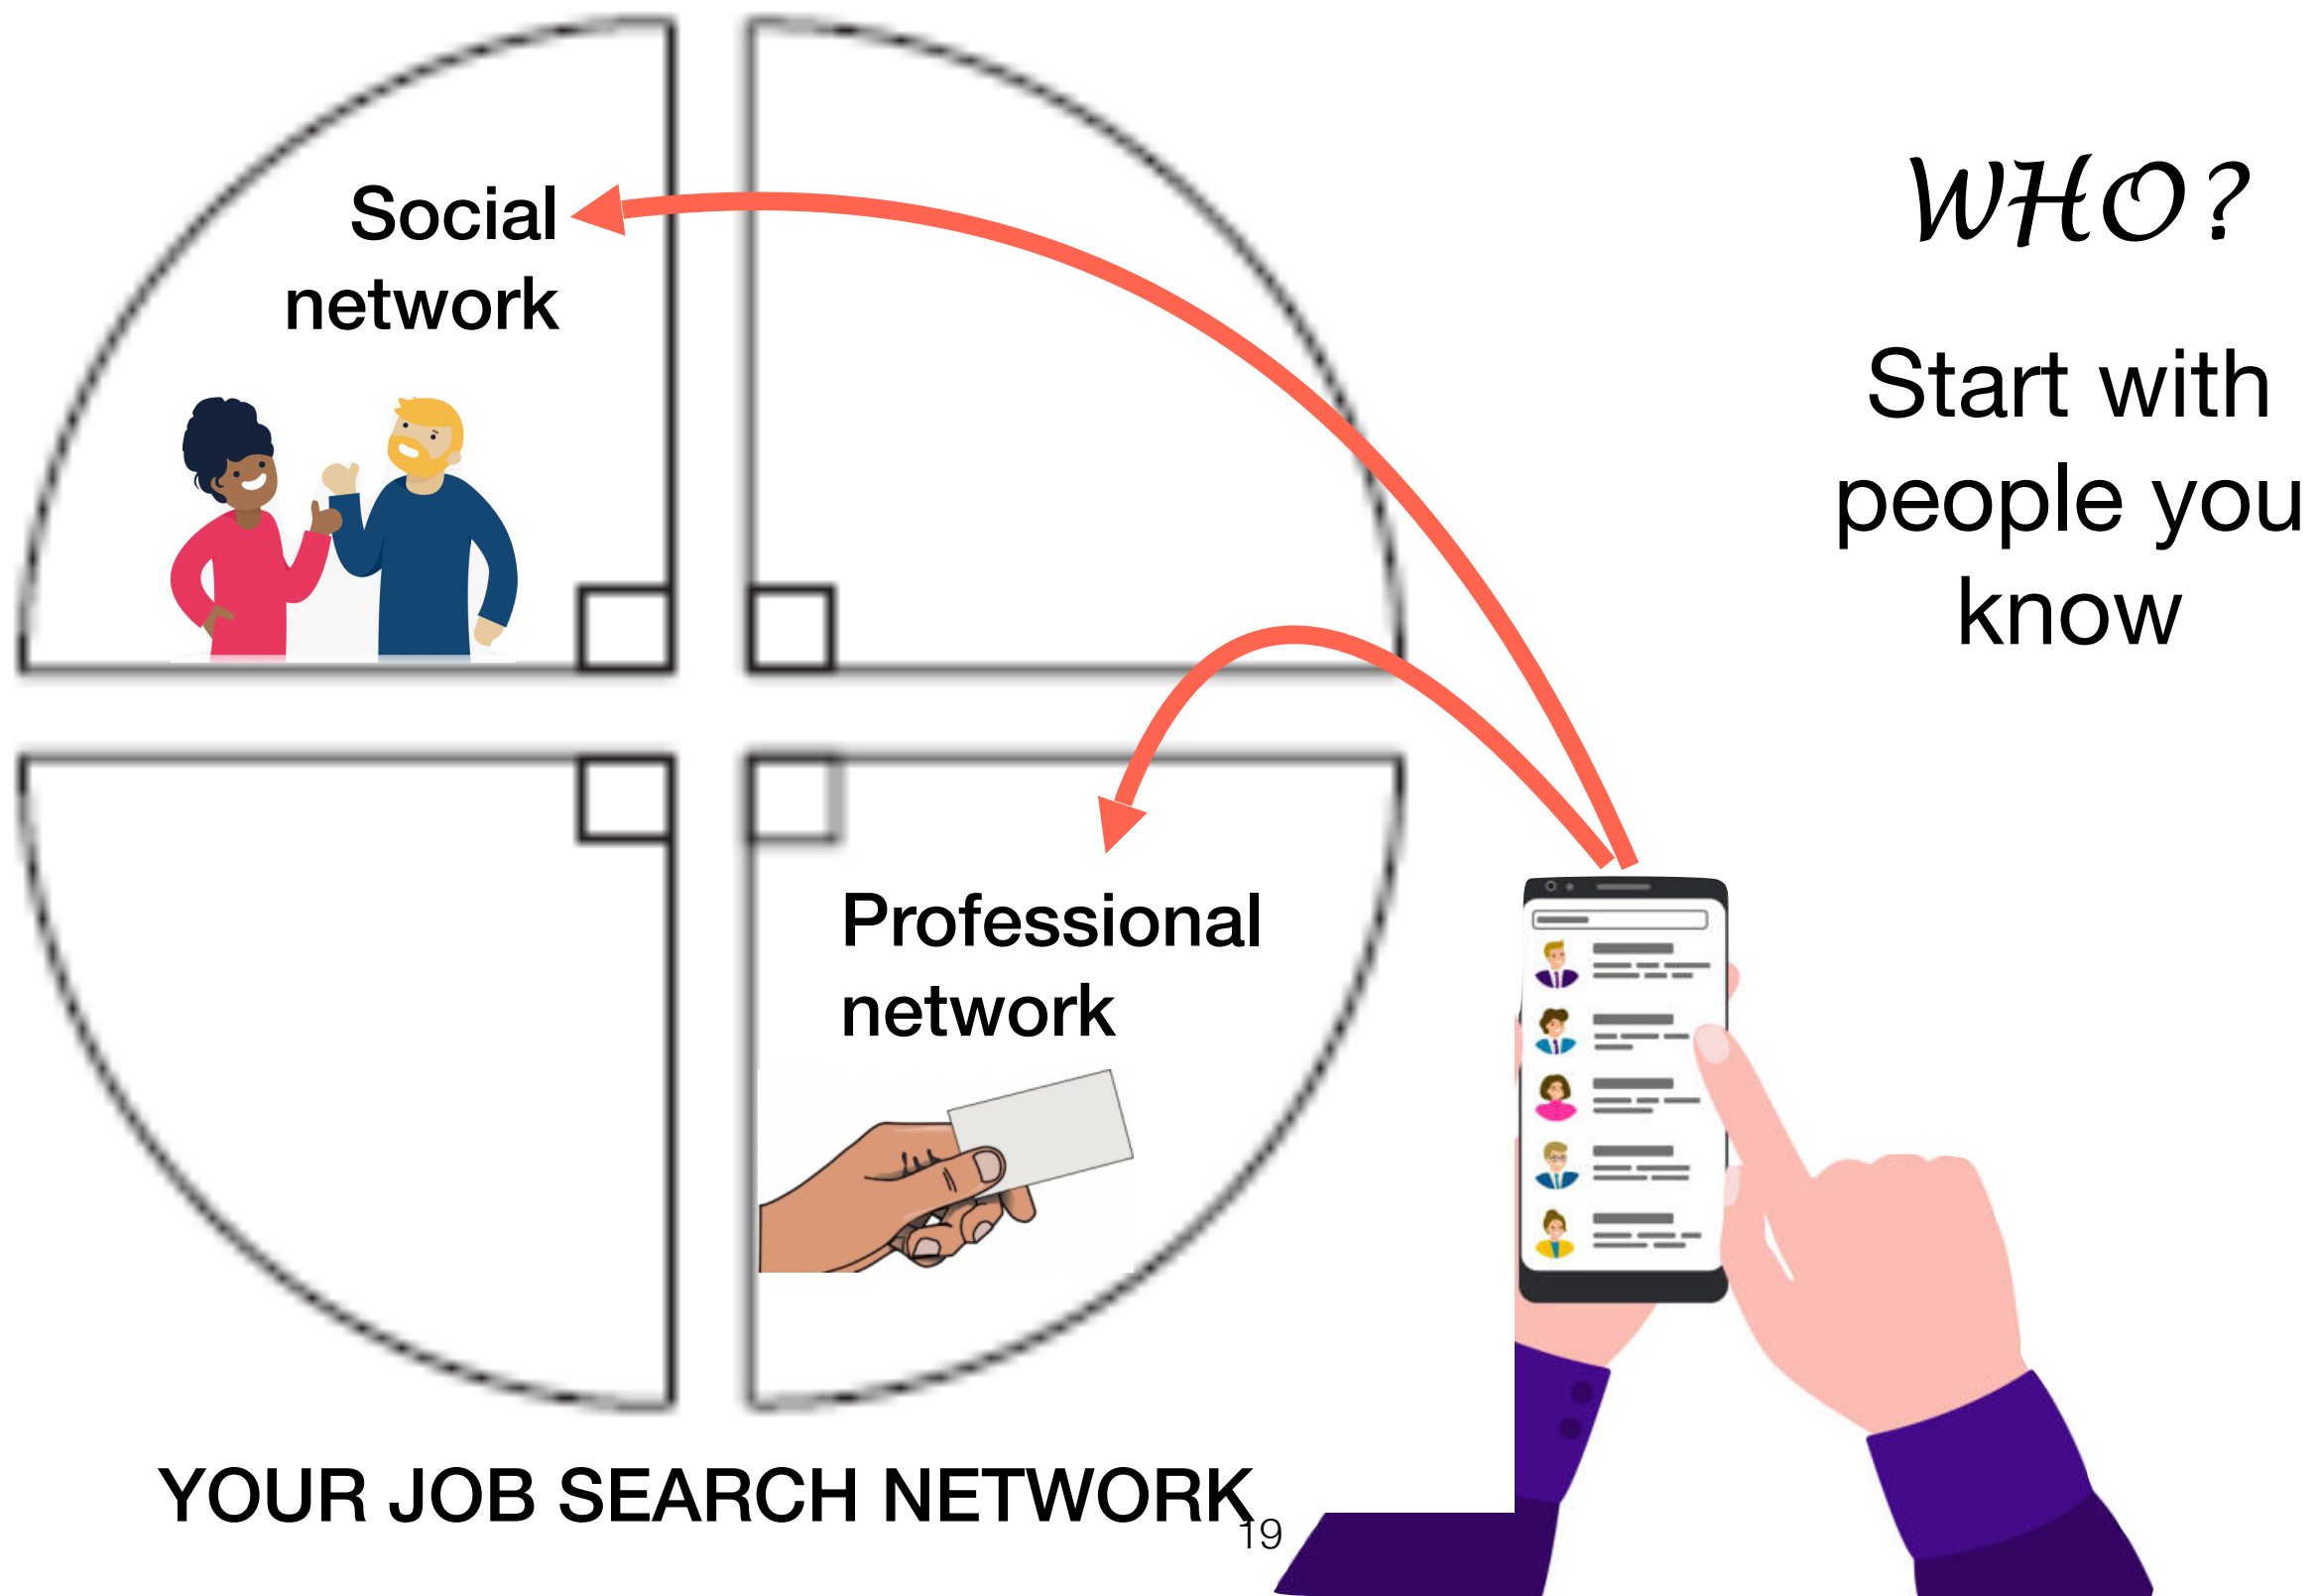 Social
network
WHO?
Start with
people you
know
Professional
network
YOUR JOB SEARCH NETWORK
19